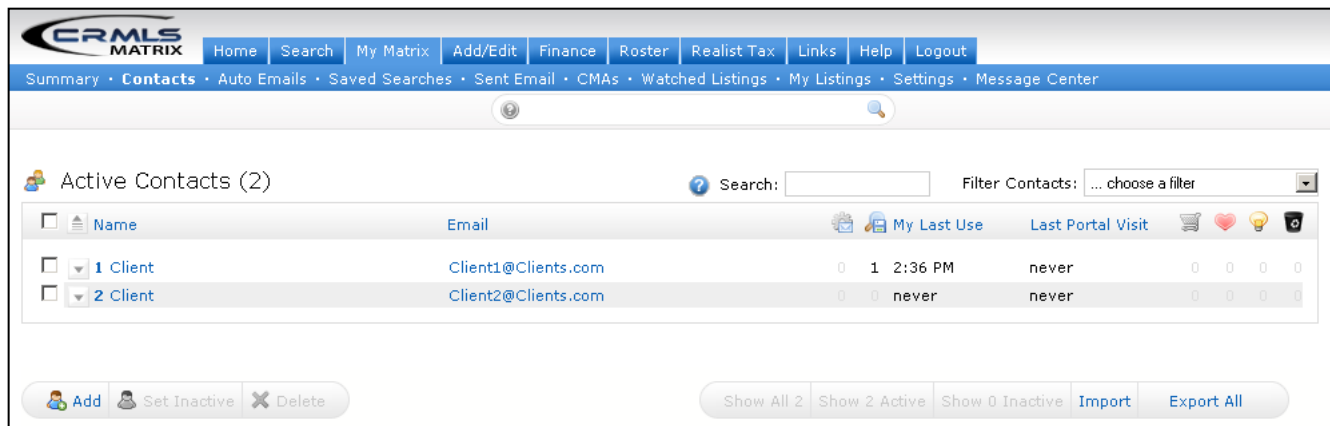 CRMLS
MATRIX
Home Search My Matrix Add/Edit Finance Roster Realist Tax Links Help Logout
Summary • Contacts • Auto Emails • Saved Searches • Sent Email • CMAs • Watched Listings • My Listings • Settings • Message Center
?
Active Contacts (2) ? Search: Filter Contacts: ... choose a filter
Name Email My Last Use Last Portal Visit
1 Client Client1@Clients.com 0 1 2:36 PM never 0 0 0 0
2 Client Client2@Clients.com 0 0 never never 0 0 0 0
Add Set Inactive Delete Show All 2 Show 2 Active Show 0 Inactive Import Export All